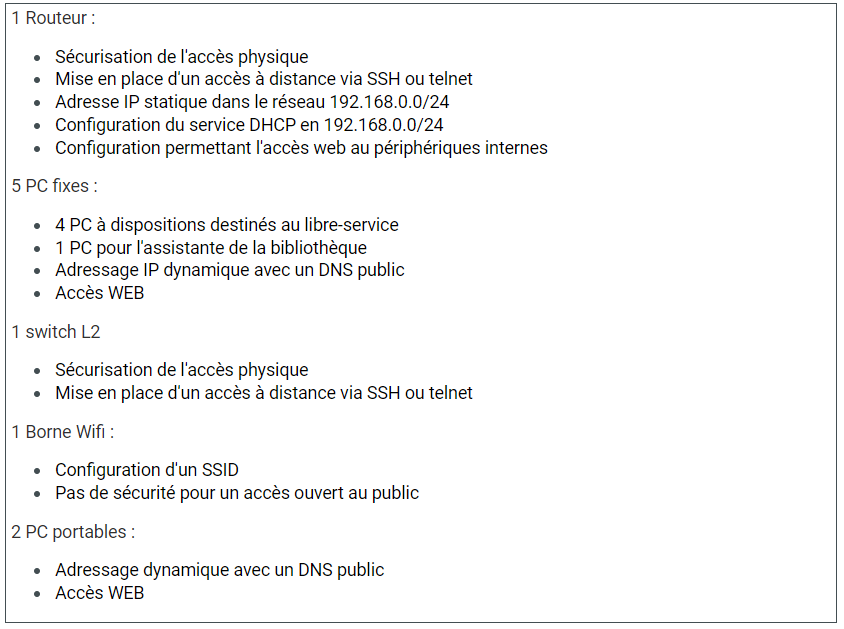 1 Routeur :
Sécurisation de l'accès physique
Mise en place d'un accès à distance via SSH ou telnet
Adresse IP statique dans le réseau 192.168.0.0/24
Configuration du service DHCP en 192.168.0.0/24
Configuration permettant l'accès web au périphériques internes
5 PC fixes :
4 PC à dispositions destinés au libre-service
1 PC pour l'assistante de la bibliothèque
Adressage IP dynamique avec un DNS public
Accès WEB
1 switch L2
Sécurisation de l'accès physique
Mise en place d'un accès à distance via SSH ou telnet
1 Borne Wifi :
Configuration d'un SSID
Pas de sécurité pour un accès ouvert au public
2 PC portables :
Adressage dynamique avec un DNS public
Accès WEB